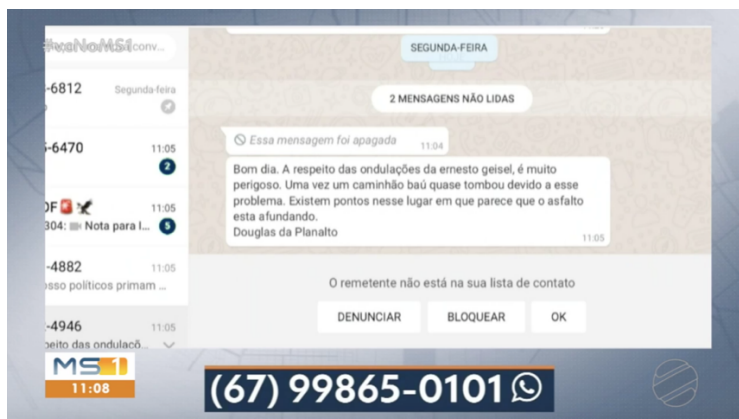 #VcNoMS1
conv...
SEGUNDA-FEIRA
-6812 Segunda-feira
2 MENSAGENS NÃO LIDAS
-6470 11:05
2
Essa mensagem foi apagada 11:04
Bom dia. A respeito das ondulações da ernesto geisel, é muito
perigoso. Uma vez um caminhão baú quase tombou devido a esse
problema. Existem pontos nesse lugar em que parece que o asfalto
esta afundando.
Douglas da Planalto 11:05
OF 11:05
304: Nota para I... 5
-4882 11:05
sso políticos primam ...
-4946 11:05
peito das ondulaçõ...
O remetente não está na sua lista de contato
DENUNCIAR BLOQUEAR OK
MS1
11:08
(67) 99865-0101